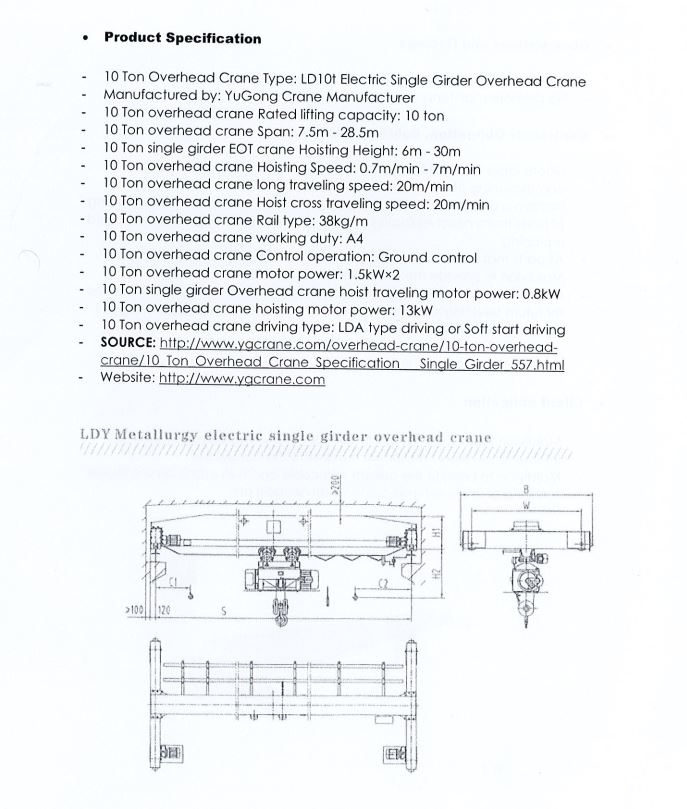 • Product Specification
- 10 Ton Overhead Crane Type: LD10t Electric Single Girder Overhead Crane
- Manufactured by: YuGong Crane Manufacturer
- 10 Ton overhead crane Rated lifting capacity: 10 ton
- 10 Ton overhead crane Span: 7.5m - 28.5m
- 10 Ton single girder EOT crane Hoisting Height: 6m - 30m
- 10 Ton overhead crane Hoisting Speed: 0.7m/min - 7m/min
- 10 Ton overhead crane long traveling speed: 20m/min
- 10 Ton overhead crane Hoist cross traveling speed: 20m/min
- 10 Ton overhead crane Rail type: 38kg/m
- 10 Ton overhead crane working duty: A4
- 10 Ton overhead crane Control operation: Ground control
- 10 Ton overhead crane motor power: 1.5kW×2
- 10 Ton single girder Overhead crane hoist traveling motor power: 0.8kW
- 10 Ton overhead crane hoisting motor power: 13kW
- 10 Ton overhead crane driving type: LDA type driving or Soft start driving
- SOURCE: http://www.ygcrane.com/overhead-crane/10-ton-overhead-
crane/10_Ton_Overhead_Crane_Specification___Single_Girder_557.html
- Website: http://www.ygcrane.com
LDY Metallurgy electric single girder overhead crane
>200
B
W
H1
H2
C1
C2
>100
120
S